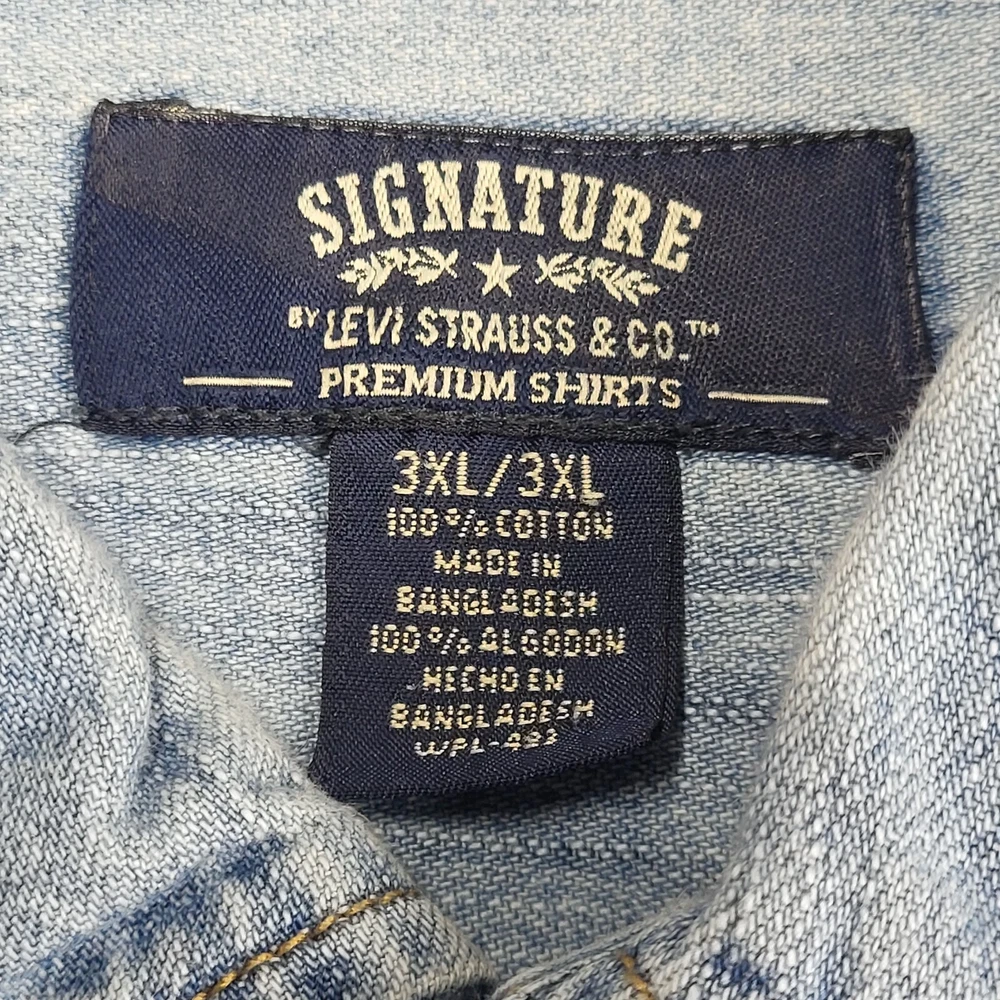 SIGNATURE
BY LEVI STRAUSS & CO.™
PREMIUM SHIRTS
3XL/3XL
100% COTTON
MADE IN
BANGLADESH
100% ALGODON
HECHO EN
BANGLADESH